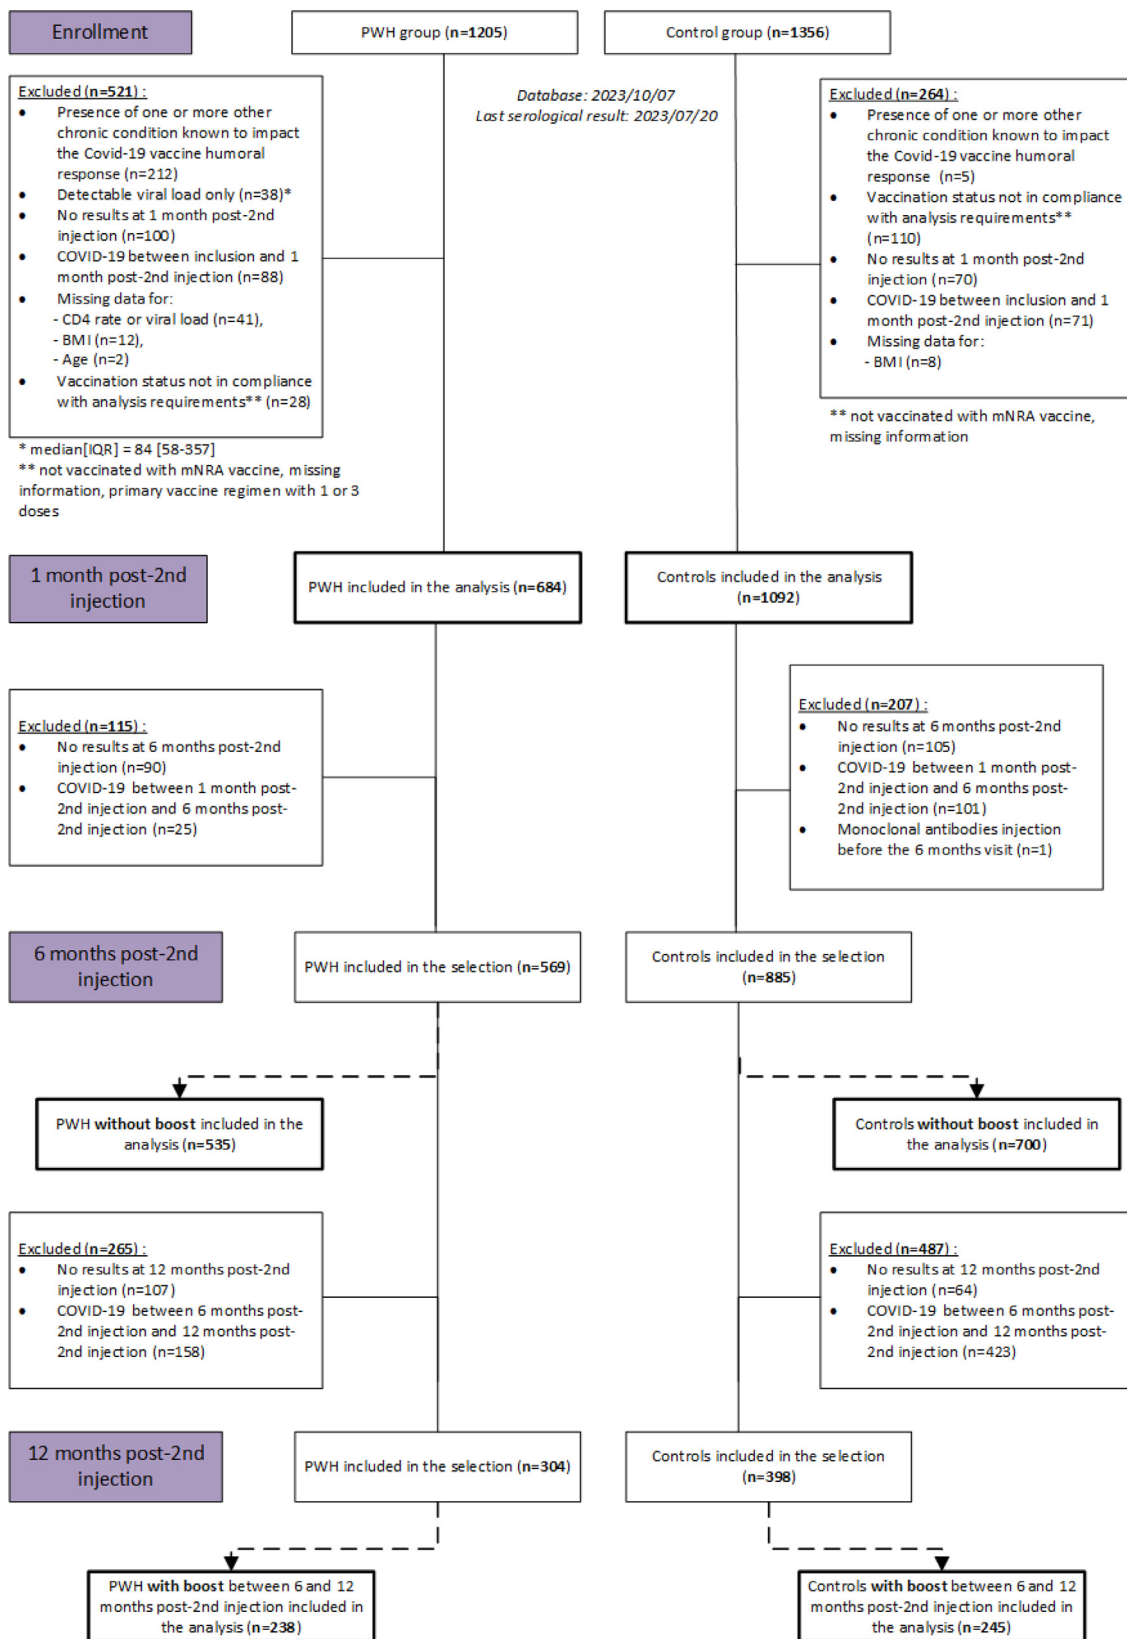 Enrollment
PWH group (n=1205)
Control group (n=1356)
Database: 2023/10/07
Last serological result: 2023/07/20
Excluded (n=521) :
• Presence of one or more other
chronic condition known to impact
the Covid-19 vaccine humoral
response (n=212)
• Detectable viral load only (n=38)*
• No results at 1 month post-2nd
injection (n=100)
• COVID-19 between inclusion and 1
month post-2nd injection (n=88)
• Missing data for:
- CD4 rate or viral load (n=41),
- BMI (n=12),
- Age (n=2)
• Vaccination status not in compliance
with analysis requirements** (n=28)
* median[IQR] = 84 [58-357]
** not vaccinated with mNRA vaccine, missing
information, primary vaccine regimen with 1 or 3
doses
Excluded (n=264) :
• Presence of one or more other
chronic condition known to impact
the Covid-19 vaccine humoral
response (n=5)
• Vaccination status not in compliance
with analysis requirements**
(n=110)
• No results at 1 month post-2nd
injection (n=70)
• COVID-19 between inclusion and 1
month post-2nd injection (n=71)
• Missing data for:
- BMI (n=8)
** not vaccinated with mNRA vaccine,
missing information
1 month post-2nd
injection
PWH included in the analysis (n=684)
Controls included in the analysis
(n=1092)
Excluded (n=115) :
• No results at 6 months post-2nd
injection (n=90)
• COVID-19 between 1 month post-
2nd injection and 6 months post-
2nd injection (n=25)
Excluded (n=207) :
• No results at 6 months post-2nd
injection (n=105)
• COVID-19 between 1 month post-
2nd injection and 6 months post-
2nd injection (n=101)
• Monoclonal antibodies injection
before the 6 months visit (n=1)
6 months post-2nd
injection
PWH included in the selection (n=569)
Controls included in the selection
(n=885)
PWH without boost included in the
analysis (n=535)
Controls without boost included in
the analysis (n=700)
Excluded (n=265) :
• No results at 12 months post-2nd
injection (n=107)
• COVID-19 between 6 months post-
2nd injection and 12 months post-
2nd injection (n=158)
Excluded (n=487) :
• No results at 12 months post-2nd
injection (n=64)
• COVID-19 between 6 months post-
2nd injection and 12 months post-
2nd injection (n=423)
12 months post-2nd
injection
PWH included in the selection (n=304)
Controls included in the selection
(n=398)
PWH with boost between 6 and 12
months post-2nd injection included in
the analysis (n=238)
Controls with boost between 6 and 12
months post-2nd injection included in
the analysis (n=245)